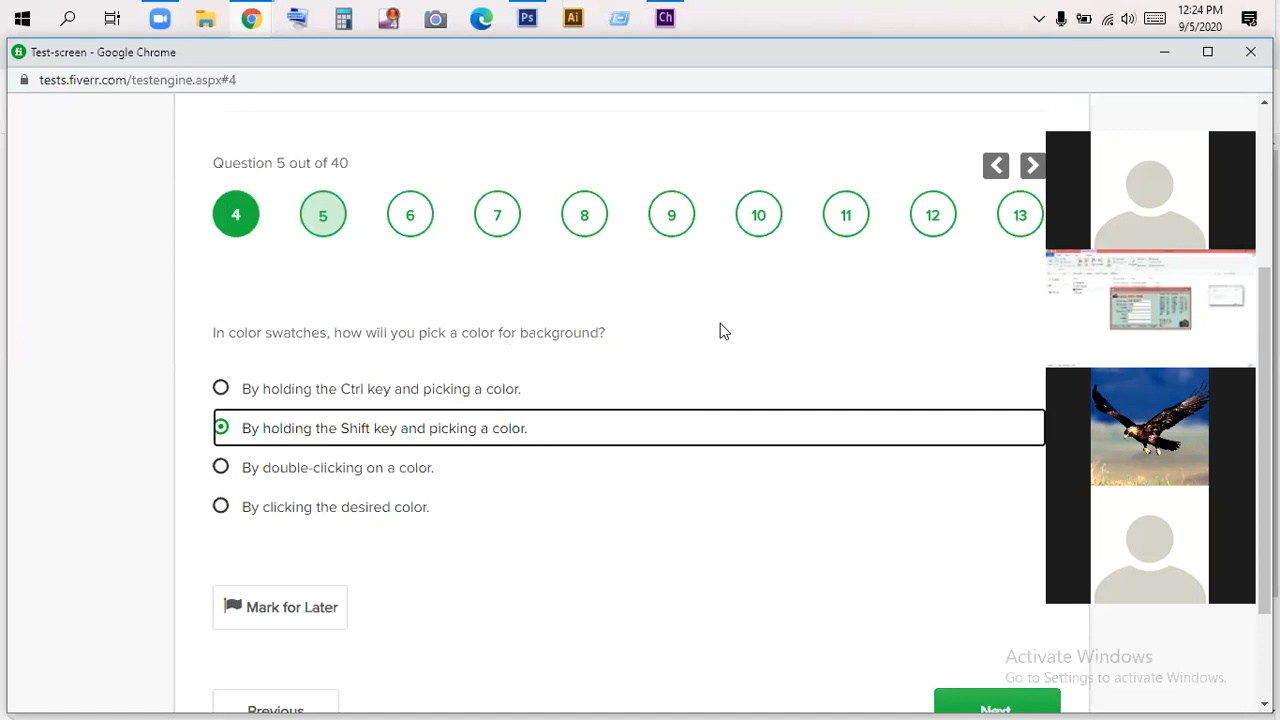 Ps
Ai
Ch
12:24 PM
9/5/2020
fi Test-screen - Google Chrome
tests.fiverr.com/testengine.aspx#4
Question 5 out of 40
4 5 6 7 8 9 10 11 12 13
In color swatches, how will you pick a color for background?
By holding the Ctrl key and picking a color.
By holding the Shift key and picking a color.
By double-clicking on a color.
By clicking the desired color.
Mark for Later
Activate Windows
Go to Settings to activate Windows.
Previous
Next